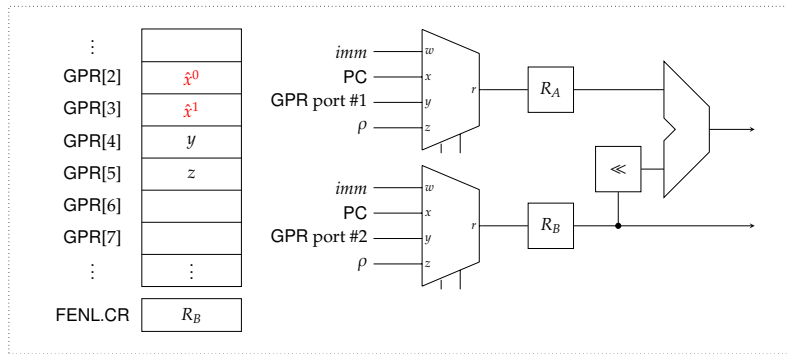 ⋮
GPR[2] x̂⁰
GPR[3] x̂¹
GPR[4] y
GPR[5] z
GPR[6]
GPR[7]
⋮ ⋮
FENL.CR R_B
imm w
PC x
GPR port #1 y
ρ z
r
R_A
imm w
PC x
GPR port #2 y
ρ z
r
R_B
≪